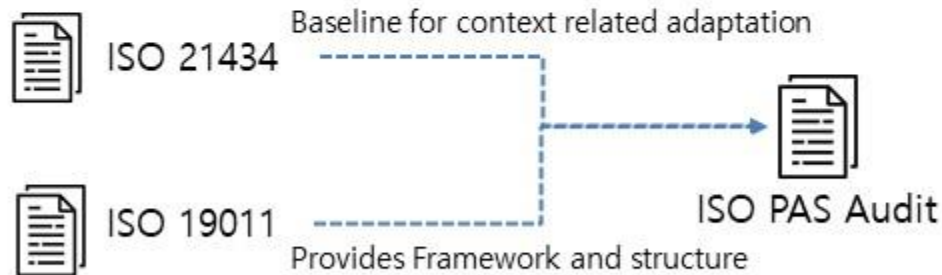 Baseline for context related adaptation
ISO 21434
ISO PAS Audit
ISO 19011
Provides Framework and structure